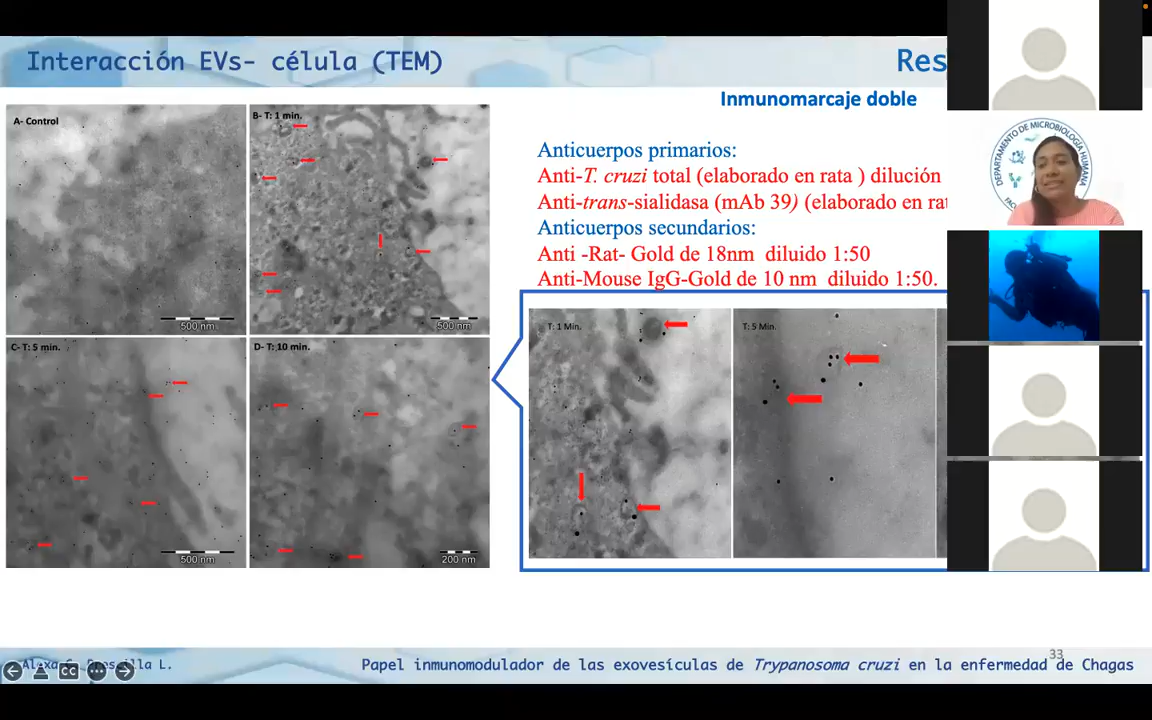 Interacción EVs- célula (TEM)
Res
Inmunomarcaje doble
A- Control
500 nm
B- T: 1 min.
500 nm
C- T: 5 min.
500 nm
D- T: 10 min.
200 nm
Anticuerpos primarios:
Anti-T. cruzi total (elaborado en rata ) dilución
Anti-trans-sialidasa (mAb 39) (elaborado en rat
Anticuerpos secundarios:
Anti -Rat- Gold de 18nm diluido 1:50
Anti-Mouse IgG-Gold de 10 nm diluido 1:50.
T: 1 Min.
T: 5 Min.
DEPARTAMENTO DE MICROBIOLOGÍA HUMANA
CC
L.
Papel inmunomodulador de las exovesículas de Trypanosoma cruzi en la enfermedad de Chagas
33